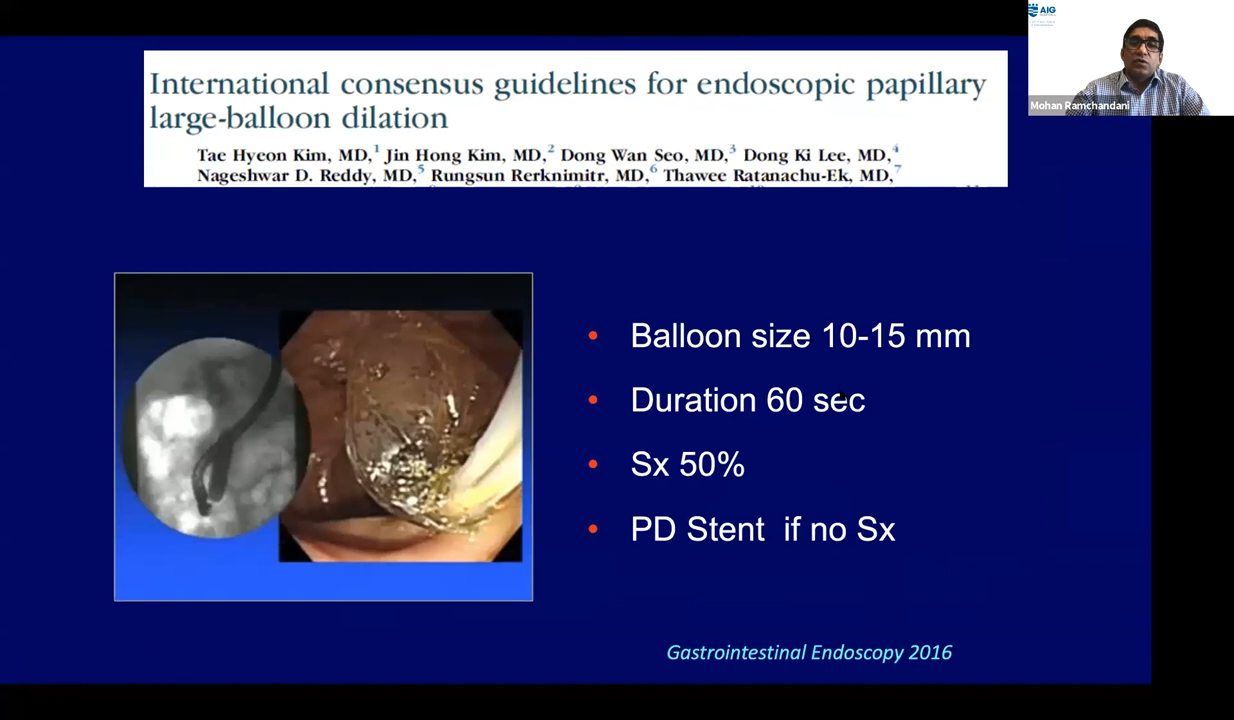 AIG
Mohan Ramchandani
International consensus guidelines for endoscopic papillary
large-balloon dilation
Tae Hyeon Kim, MD,1 Jin Hong Kim, MD,2 Dong Wan Seo, MD,3 Dong Ki Lee, MD,4
Nageshwar D. Reddy, MD,5 Rungsun Rerknimitr, MD,6 Thawee Ratanachu-Ek, MD,7
• Balloon size 10-15 mm
• Duration 60 sec
• Sx 50%
• PD Stent if no Sx
Gastrointestinal Endoscopy 2016